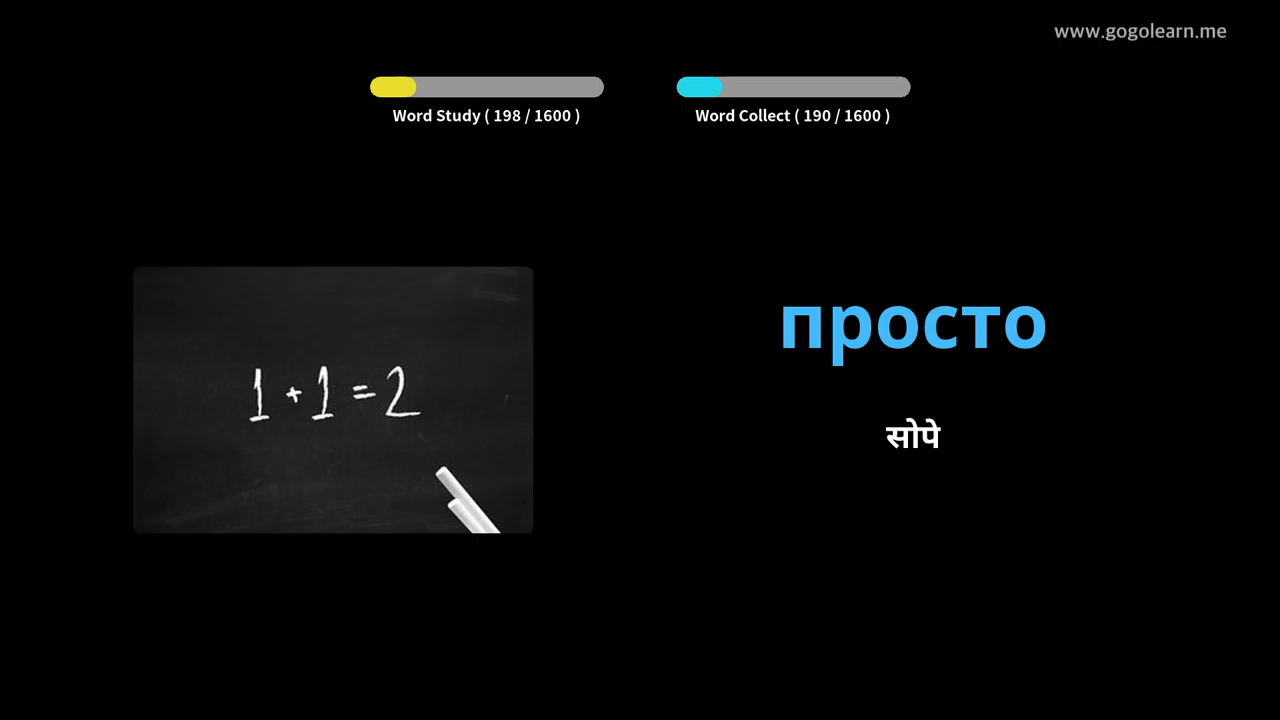 www.gogolearn.me
Word Study ( 198 / 1600 )
Word Collect ( 190 / 1600 )
1 + 1 = 2
просто
सोपे